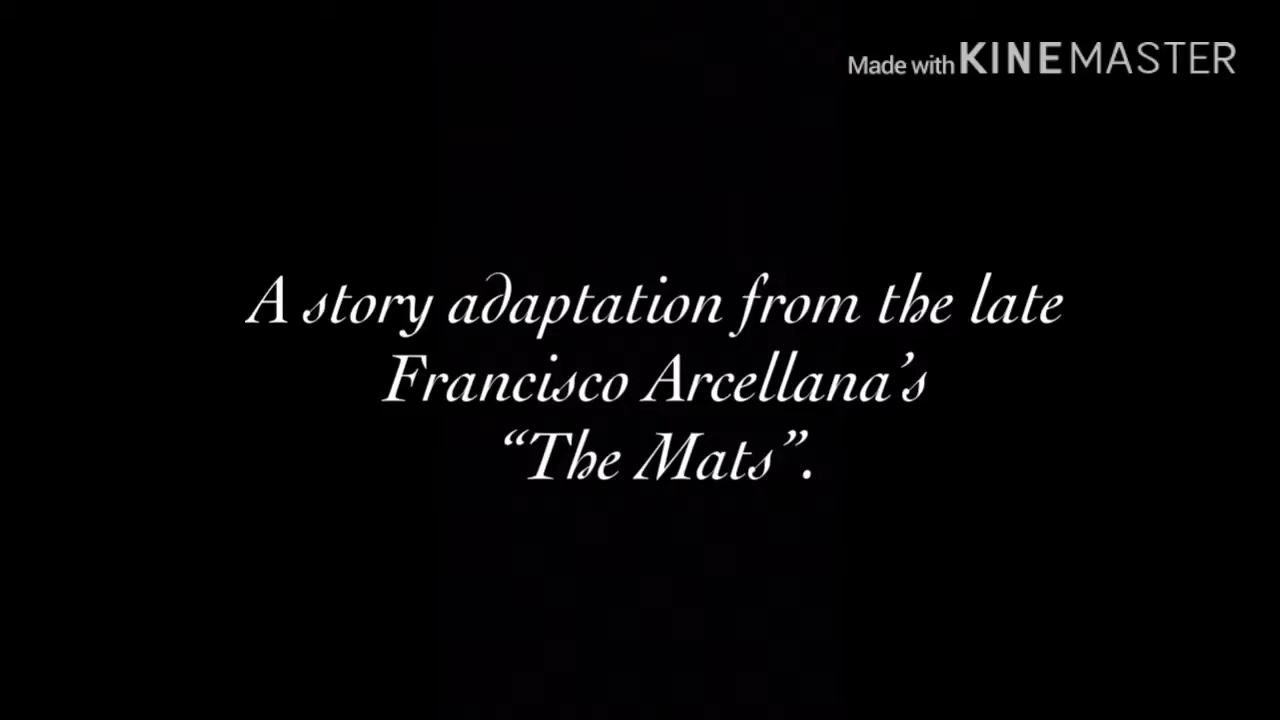 Made with KINEMASTER
A story adaptation from the late
Francisco Arcellana’s
“The Mats”.